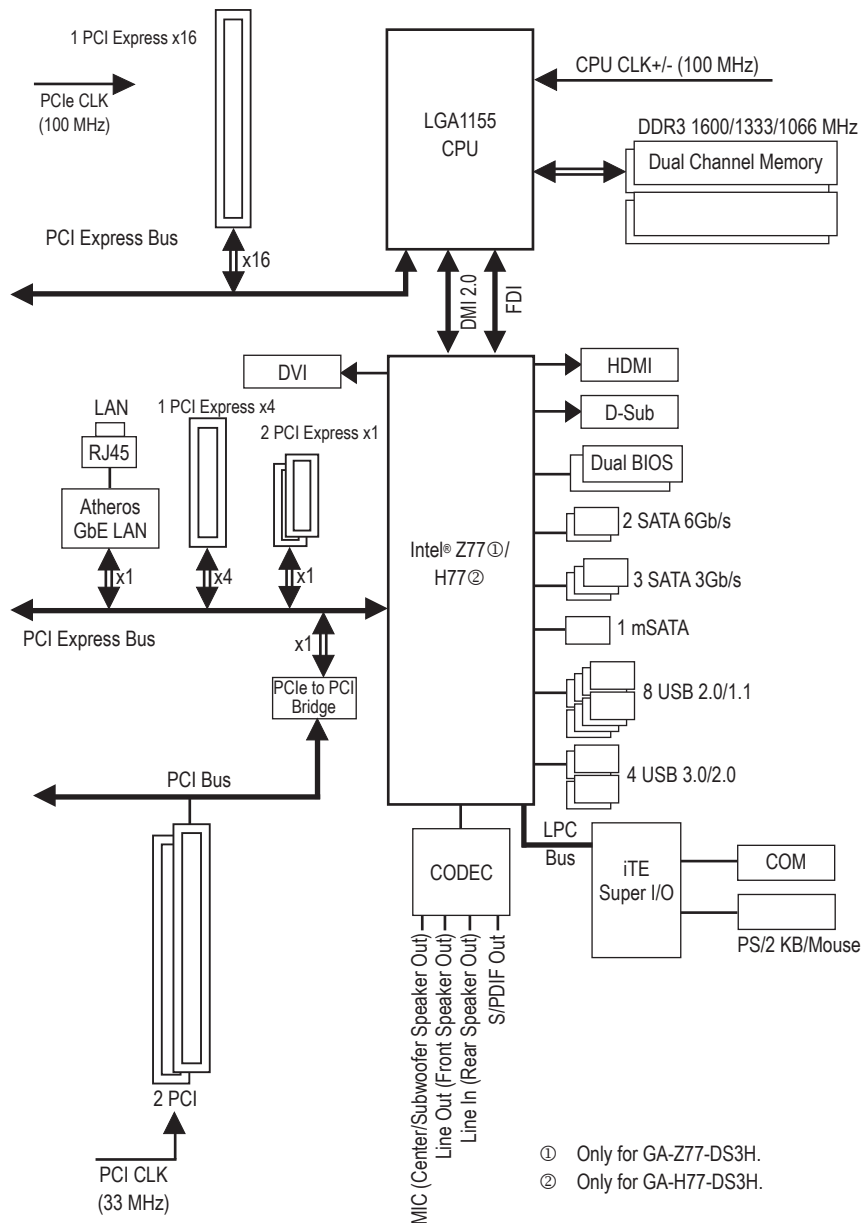 1 PCI Express x16
PCIe CLK
(100 MHz)
LGA1155
CPU
CPU CLK+/- (100 MHz)
DDR3 1600/1333/1066 MHz
Dual Channel Memory
PCI Express Bus
x16
DMI 2.0
FDI
DVI
HDMI
LAN
RJ45
Atheros
GbE LAN
1 PCI Express x4
2 PCI Express x1
D-Sub
Dual BIOS
2 SATA 6Gb/s
Intel® Z77①/
H77②
3 SATA 3Gb/s
x1
x4
x1
1 mSATA
PCI Express Bus
x1
PCIe to PCI
Bridge
8 USB 2.0/1.1
4 USB 3.0/2.0
PCI Bus
LPC
Bus
CODEC
iTE
Super I/O
COM
PS/2 KB/Mouse
MIC (Center/Subwoofer Speaker Out)
Line Out (Front Speaker Out)
Line In (Rear Speaker Out)
S/PDIF Out
2 PCI
PCI CLK
(33 MHz)
① Only for GA-Z77-DS3H.
② Only for GA-H77-DS3H.